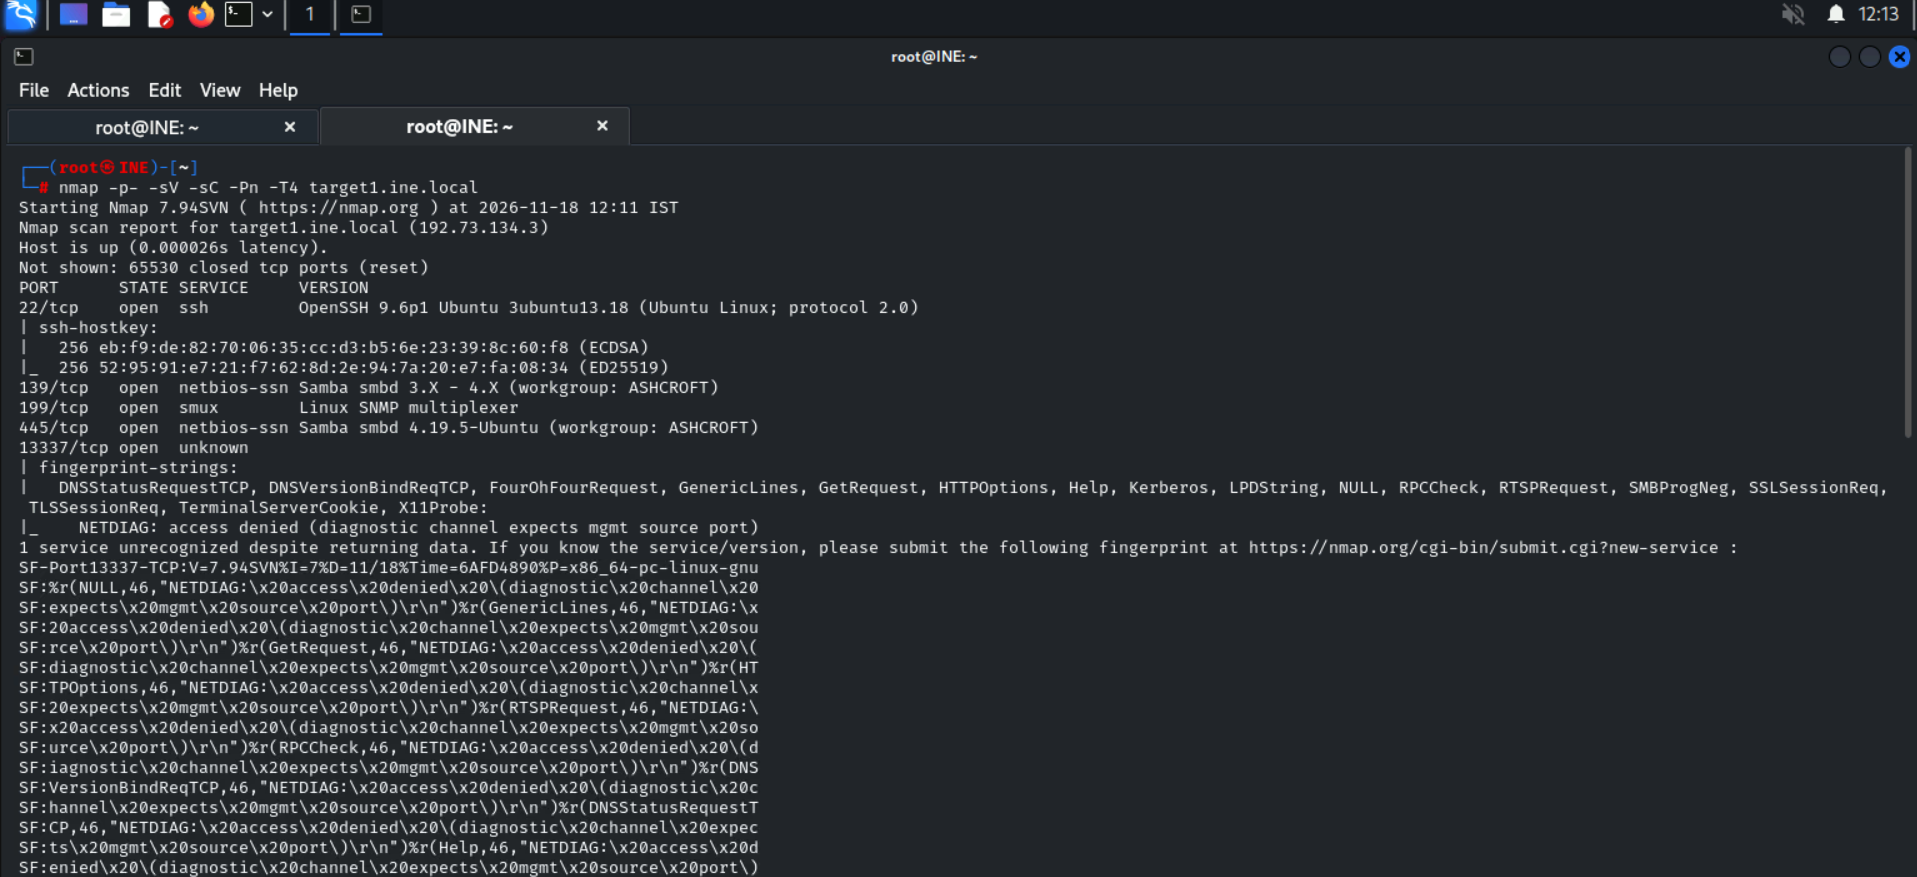 1
12:13
root@INE: ~
File Actions Edit View Help
root@INE: ~ × root@INE: ~ ×
┌──(root㉿INE)-[~]
└─# nmap -p- -sV -sC -Pn -T4 target1.ine.local
Starting Nmap 7.94SVN ( https://nmap.org ) at 2026-11-18 12:11 IST
Nmap scan report for target1.ine.local (192.73.134.3)
Host is up (0.000026s latency).
Not shown: 65530 closed tcp ports (reset)
PORT      STATE SERVICE     VERSION
22/tcp    open  ssh         OpenSSH 9.6p1 Ubuntu 3ubuntu13.18 (Ubuntu Linux; protocol 2.0)
| ssh-hostkey:
|   256 eb:f9:de:82:70:06:35:cc:d3:b5:6e:23:39:8c:60:f8 (ECDSA)
|_  256 52:95:91:e7:21:f7:62:8d:2e:94:7a:20:e7:fa:08:34 (ED25519)
139/tcp   open  netbios-ssn Samba smbd 3.X - 4.X (workgroup: ASHCROFT)
199/tcp   open  smux        Linux SNMP multiplexer
445/tcp   open  netbios-ssn Samba smbd 4.19.5-Ubuntu (workgroup: ASHCROFT)
13337/tcp open  unknown
| fingerprint-strings:
|   DNSStatusRequestTCP, DNSVersionBindReqTCP, FourOhFourRequest, GenericLines, GetRequest, HTTPOptions, Help, Kerberos, LPDString, NULL, RPCCheck, RTSPRequest, SMBProgNeg, SSLSessionReq,
 TLSSessionReq, TerminalServerCookie, X11Probe:
|_    NETDIAG: access denied (diagnostic channel expects mgmt source port)
1 service unrecognized despite returning data. If you know the service/version, please submit the following fingerprint at https://nmap.org/cgi-bin/submit.cgi?new-service :
SF-Port13337-TCP:V=7.94SVN%I=7%D=11/18%Time=6AFD4890%P=x86_64-pc-linux-gnu
SF:%r(NULL,46,"NETDIAG:\x20access\x20denied\x20\(diagnostic\x20channel\x20
SF:expects\x20mgmt\x20source\x20port\)\r\n")%r(GenericLines,46,"NETDIAG:\x
SF:20access\x20denied\x20\(diagnostic\x20channel\x20expects\x20mgmt\x20sou
SF:rce\x20port\)\r\n")%r(GetRequest,46,"NETDIAG:\x20access\x20denied\x20\(
SF:diagnostic\x20channel\x20expects\x20mgmt\x20source\x20port\)\r\n")%r(HT
SF:TPOptions,46,"NETDIAG:\x20access\x20denied\x20\(diagnostic\x20channel\x
SF:20expects\x20mgmt\x20source\x20port\)\r\n")%r(RTSPRequest,46,"NETDIAG:\
SF:x20access\x20denied\x20\(diagnostic\x20channel\x20expects\x20mgmt\x20so
SF:urce\x20port\)\r\n")%r(RPCCheck,46,"NETDIAG:\x20access\x20denied\x20\(d
SF:iagnostic\x20channel\x20expects\x20mgmt\x20source\x20port\)\r\n")%r(DNS
SF:VersionBindReqTCP,46,"NETDIAG:\x20access\x20denied\x20\(diagnostic\x20c
SF:hannel\x20expects\x20mgmt\x20source\x20port\)\r\n")%r(DNSStatusRequestT
SF:CP,46,"NETDIAG:\x20access\x20denied\x20\(diagnostic\x20channel\x20expec
SF:ts\x20mgmt\x20source\x20port\)\r\n")%r(Help,46,"NETDIAG:\x20access\x20d
SF:enied\x20\(diagnostic\x20channel\x20expects\x20mgmt\x20source\x20port\)